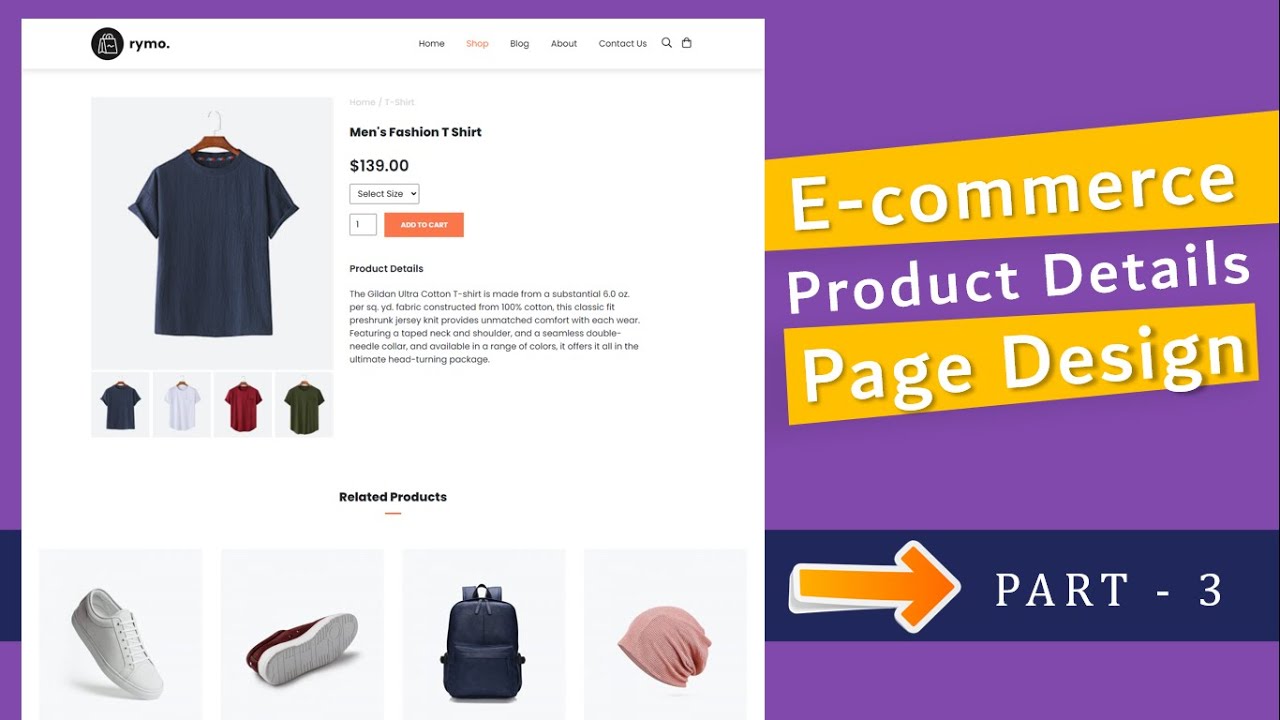 rymo.
Home Shop Blog About Contact Us
Home / T-Shirt
Men's Fashion T Shirt
$139.00
Select Size
1
ADD TO CART
Product Details
The Gildan Ultra Cotton T-shirt is made from a substantial 6.0 oz.
per sq. yd. fabric constructed from 100% cotton, this classic fit
preshrunk jersey knit provides unmatched comfort with each wear.
Featuring a taped neck and shoulder, and a seamless double-
needle collar, and available in a range of colors, it offers it all in the
ultimate head-turning package.
Related Products
E-commerce
Product Details
Page Design
PART - 3